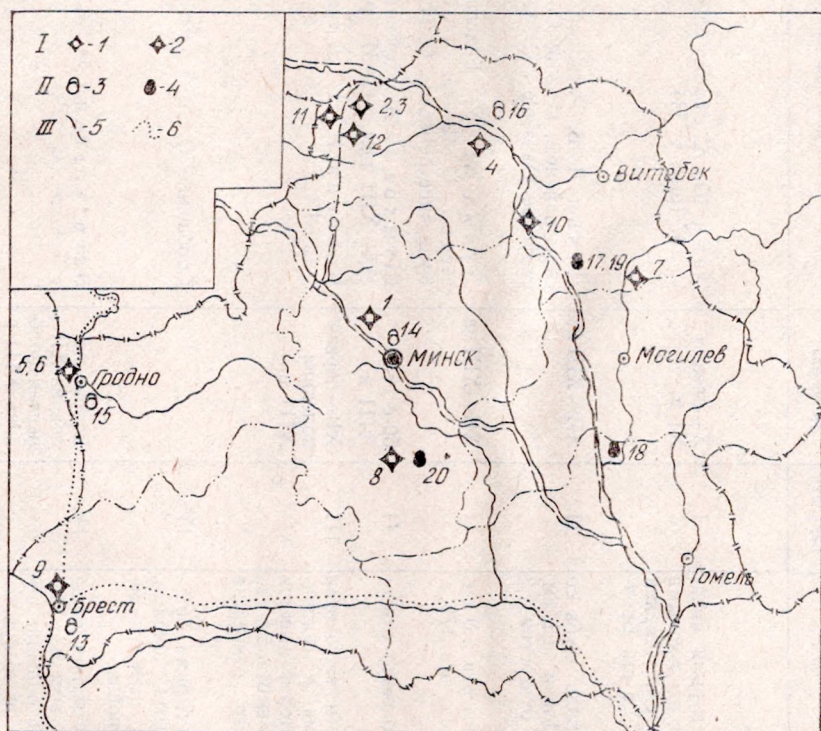 I -1 -2
II -3 -4
III -5 -6
11
2,3
12
16
4
Витебек
10
17,19
7
1
14
МИНСК
Могилев
5,6
Гродно
15
8
20
18
9
Брест
13
Гомель